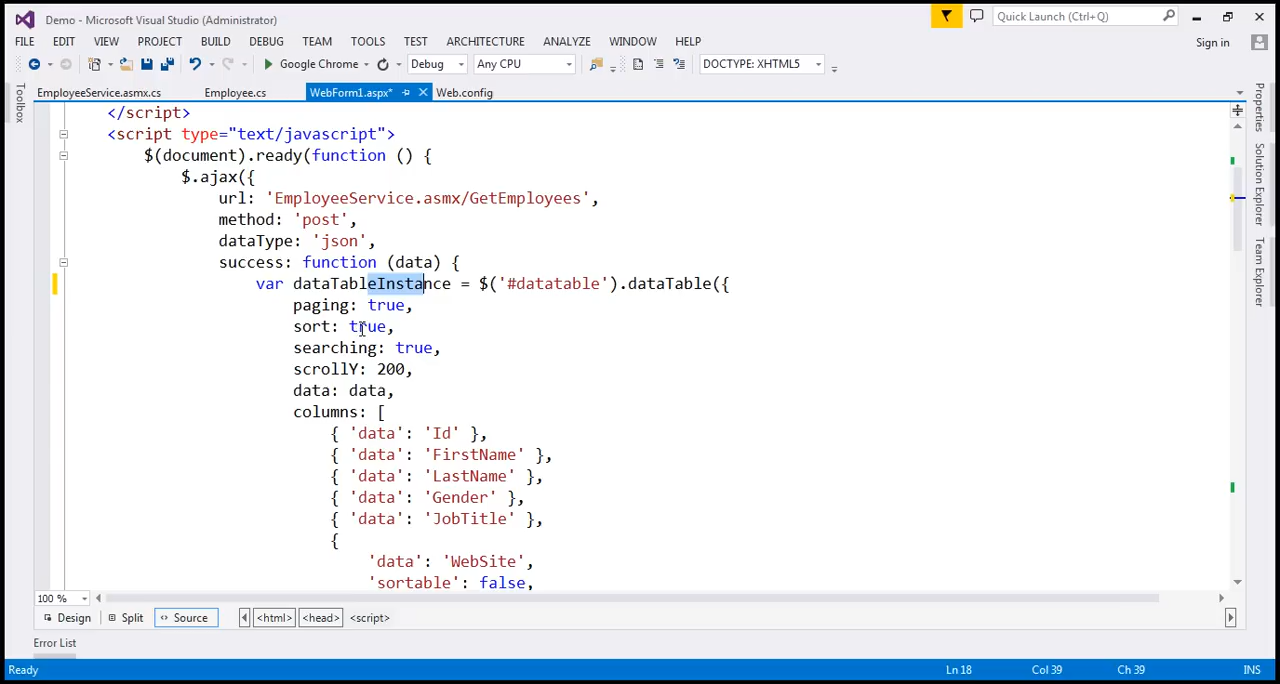 Demo - Microsoft Visual Studio (Administrator)
Quick Launch (Ctrl+Q)
FILE EDIT VIEW PROJECT BUILD DEBUG TEAM TOOLS TEST ARCHITECTURE ANALYZE WINDOW HELP
Sign in
Google Chrome Debug Any CPU DOCTYPE: XHTML5
EmployeeService.asmx.cs Employee.cs WebForm1.aspx* Web.config
Toolbox
Properties
Solution Explorer
Team Explorer
</script>
<script type="text/javascript">
$(document).ready(function () {
$.ajax({
url: 'EmployeeService.asmx/GetEmployees',
method: 'post',
dataType: 'json',
success: function (data) {
var dataTableInstance = $('#datatable').dataTable({
paging: true,
sort: true,
searching: true,
scrollY: 200,
data: data,
columns: [
{ 'data': 'Id' },
{ 'data': 'FirstName' },
{ 'data': 'LastName' },
{ 'data': 'Gender' },
{ 'data': 'JobTitle' },
{
'data': 'WebSite',
'sortable': false,
100 %
Design Split Source <html> <head> <script>
Error List
Ready Ln 18 Col 39 Ch 39 INS